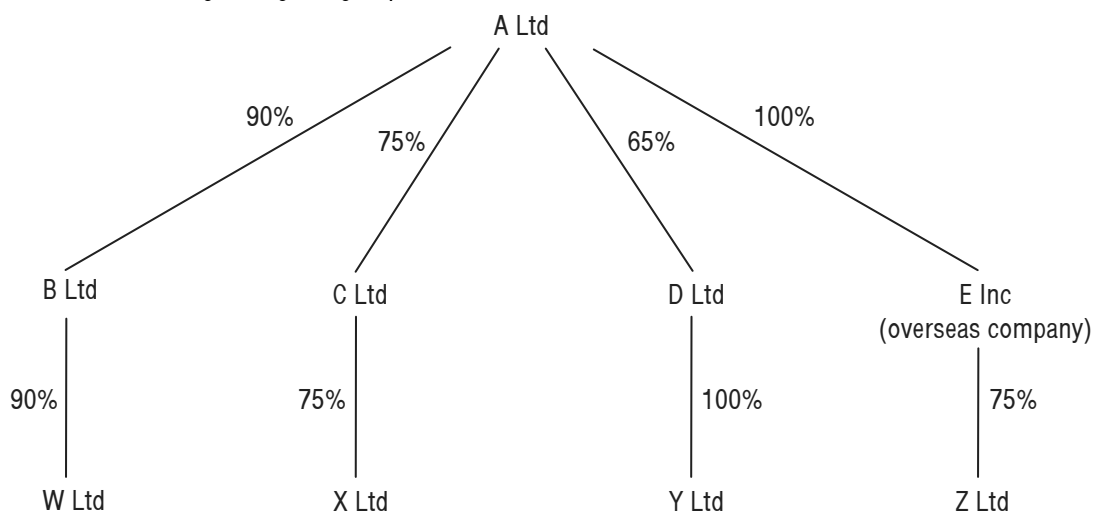 A Ltd
90%
75%
65%
100%
B Ltd
C Ltd
D Ltd
E Inc
(overseas company)
90%
75%
100%
75%
W Ltd
X Ltd
Y Ltd
Z Ltd